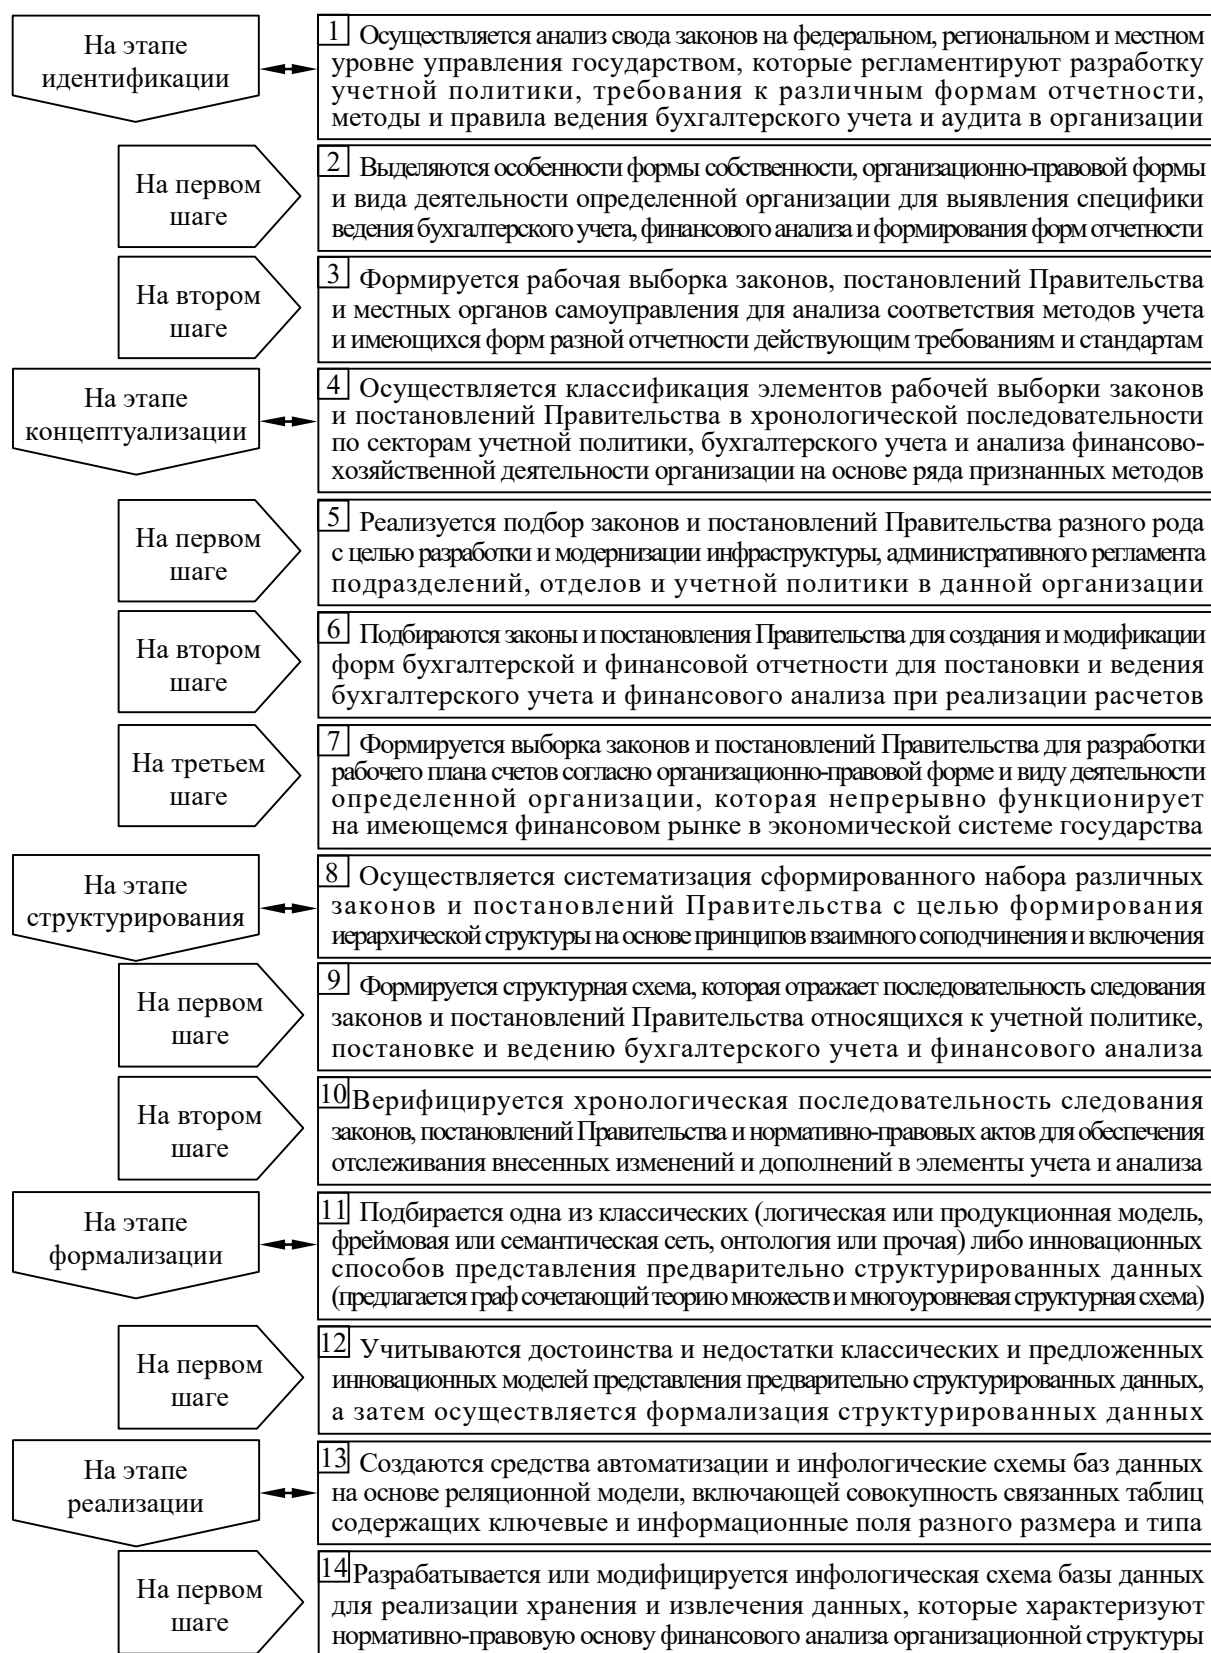 На этапе
идентификации
1 Осуществляется анализ свода законов на федеральном, региональном и местном
уровне управления государством, которые регламентируют разработку
учетной политики, требования к различным формам отчетности,
методы и правила ведения бухгалтерского учета и аудита в организации
На первом
шаге
2 Выделяются особенности формы собственности, организационно-правовой формы
и вида деятельности определенной организации для выявления специфики
ведения бухгалтерского учета, финансового анализа и формирования форм отчетности
На втором
шаге
3 Формируется рабочая выборка законов, постановлений Правительства
и местных органов самоуправления для анализа соответствия методов учета
и имеющихся форм разной отчетности действующим требованиям и стандартам
На этапе
концептуализации
4 Осуществляется классификация элементов рабочей выборки законов
и постановлений Правительства в хронологической последовательности
по секторам учетной политики, бухгалтерского учета и анализа финансово-
хозяйственной деятельности организации на основе ряда признанных методов
На первом
шаге
5 Реализуется подбор законов и постановлений Правительства разного рода
с целью разработки и модернизации инфраструктуры, административного регламента
подразделений, отделов и учетной политики в данной организации
На втором
шаге
6 Подбираются законы и постановления Правительства для создания и модификации
форм бухгалтерской и финансовой отчетности для постановки и ведения
бухгалтерского учета и финансового анализа при реализации расчетов
На третьем
шаге
7 Формируется выборка законов и постановлений Правительства для разработки
рабочего плана счетов согласно организационно-правовой форме и виду деятельности
определенной организации, которая непрерывно функционирует
на имеющемся финансовом рынке в экономической системе государства
На этапе
структурирования
8 Осуществляется систематизация сформированного набора различных
законов и постановлений Правительства с целью формирования
иерархической структуры на основе принципов взаимного соподчинения и включения
На первом
шаге
9 Формируется структурная схема, которая отражает последовательность следования
законов и постановлений Правительства относящихся к учетной политике,
постановке и ведению бухгалтерского учета и финансового анализа
На втором
шаге
10 Верифицируется хронологическая последовательность следования
законов, постановлений Правительства и нормативно-правовых актов для обеспечения
отслеживания внесенных изменений и дополнений в элементы учета и анализа
На этапе
формализации
11 Подбирается одна из классических (логическая или продукционная модель,
фреймовая или семантическая сеть, онтология или прочая) либо инновационных
способов представления предварительно структурированных данных
(предлагается граф сочетающий теорию множеств и многоуровневая структурная схема)
На первом
шаге
12 Учитываются достоинства и недостатки классических и предложенных
инновационных моделей представления предварительно структурированных данных,
а затем осуществляется формализация структурированных данных
На этапе
реализации
13 Создаются средства автоматизации и инфологические схемы баз данных
на основе реляционной модели, включающей совокупность связанных таблиц
содержащих ключевые и информационные поля разного размера и типа
На первом
шаге
14 Разрабатывается или модифицируется инфологическая схема базы данных
для реализации хранения и извлечения данных, которые характеризуют
нормативно-правовую основу финансового анализа организационной структуры